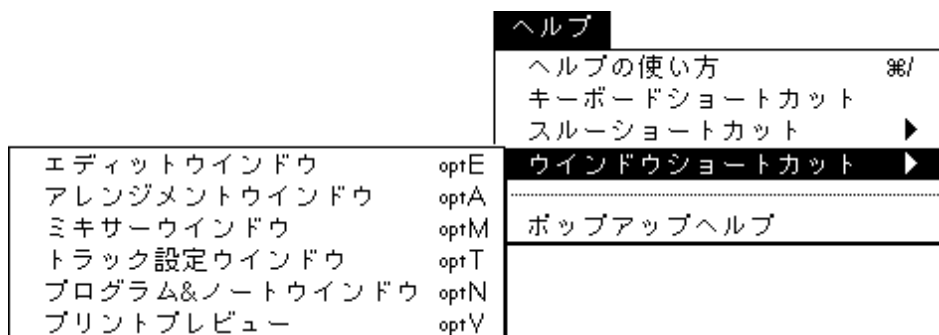 ヘルプ
ヘルプの使い方 ⌘/
キーボードショートカット
スルーショートカット ▶
ウインドウショートカット ▶
ポップアップヘルプ
エディットウインドウ optE
アレンジメントウインドウ optA
ミキサーウインドウ optM
トラック設定ウインドウ optT
プログラム&ノートウインドウ optN
プリントプレビュー optV